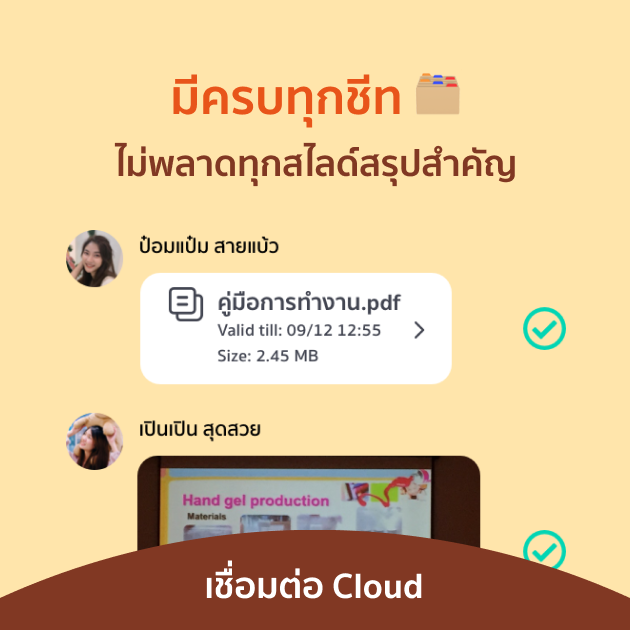 มีครบทุกชีท
ไม่พลาดทุกสไลด์สรุปสำคัญ
ป๋อมแป๋ม สายแบ้ว
คู่มือการทำงาน.pdf
Valid till: 09/12 12:55
Size: 2.45 MB
เปินเปิน สุดสวย
Hand gel production
Materials
เชื่อมต่อ Cloud